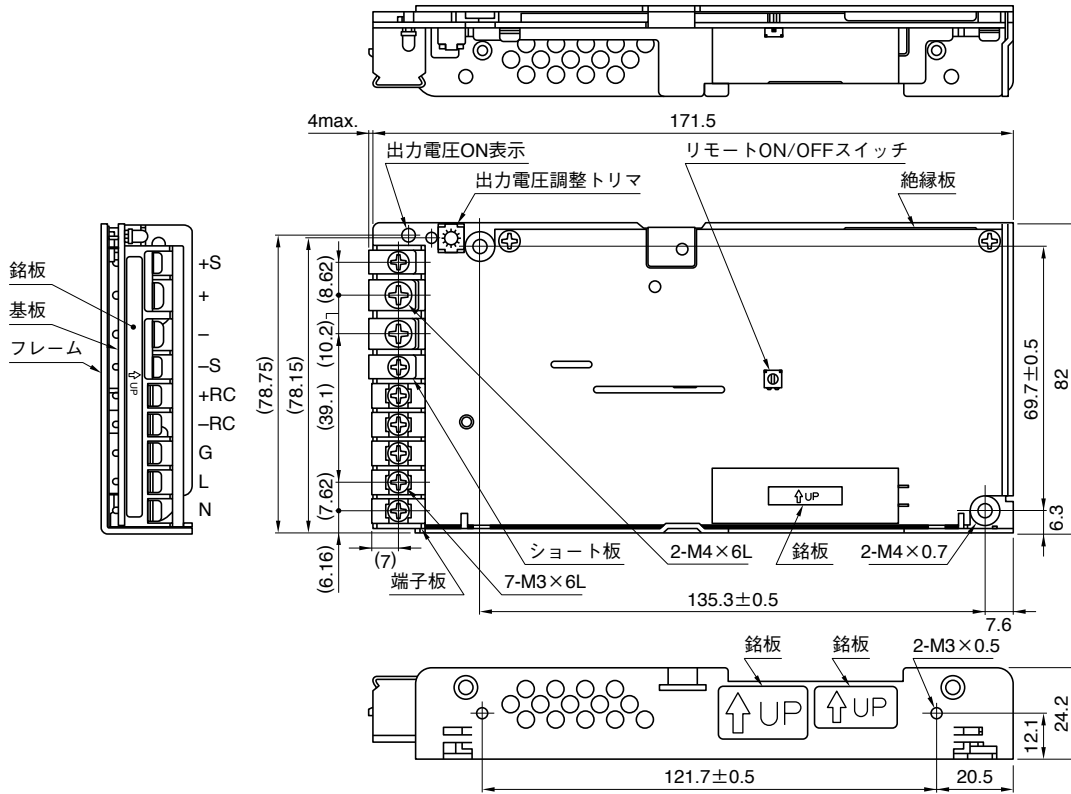 4max.
171.5
出力電圧ON表示
リモートON/OFFスイッチ
出力電圧調整トリマ
絶縁板
銘板
基板
フレーム
UP
+S
+
–
–S
+RC
–RC
G
L
N
(78.75)
(78.15)
(8.62)
(10.2)
(39.1)
(7.62)
(6.16)
(7)
69.7±0.5
82
6.3
UP
ショート板
2-M4×6L
銘板
2-M4×0.7
端子板
7-M3×6L
135.3±0.5
7.6
銘板
銘板
2-M3×0.5
UP
UP
12.1
24.2
121.7±0.5
20.5